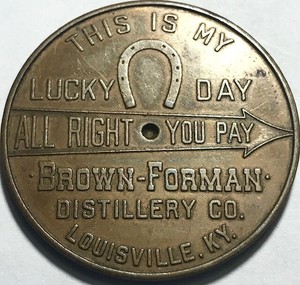 THIS IS MY
LUCKY DAY
ALL RIGHT YOU PAY
·BROWN-FORMAN·
DISTILLERY CO.
LOUISVILLE, KY.